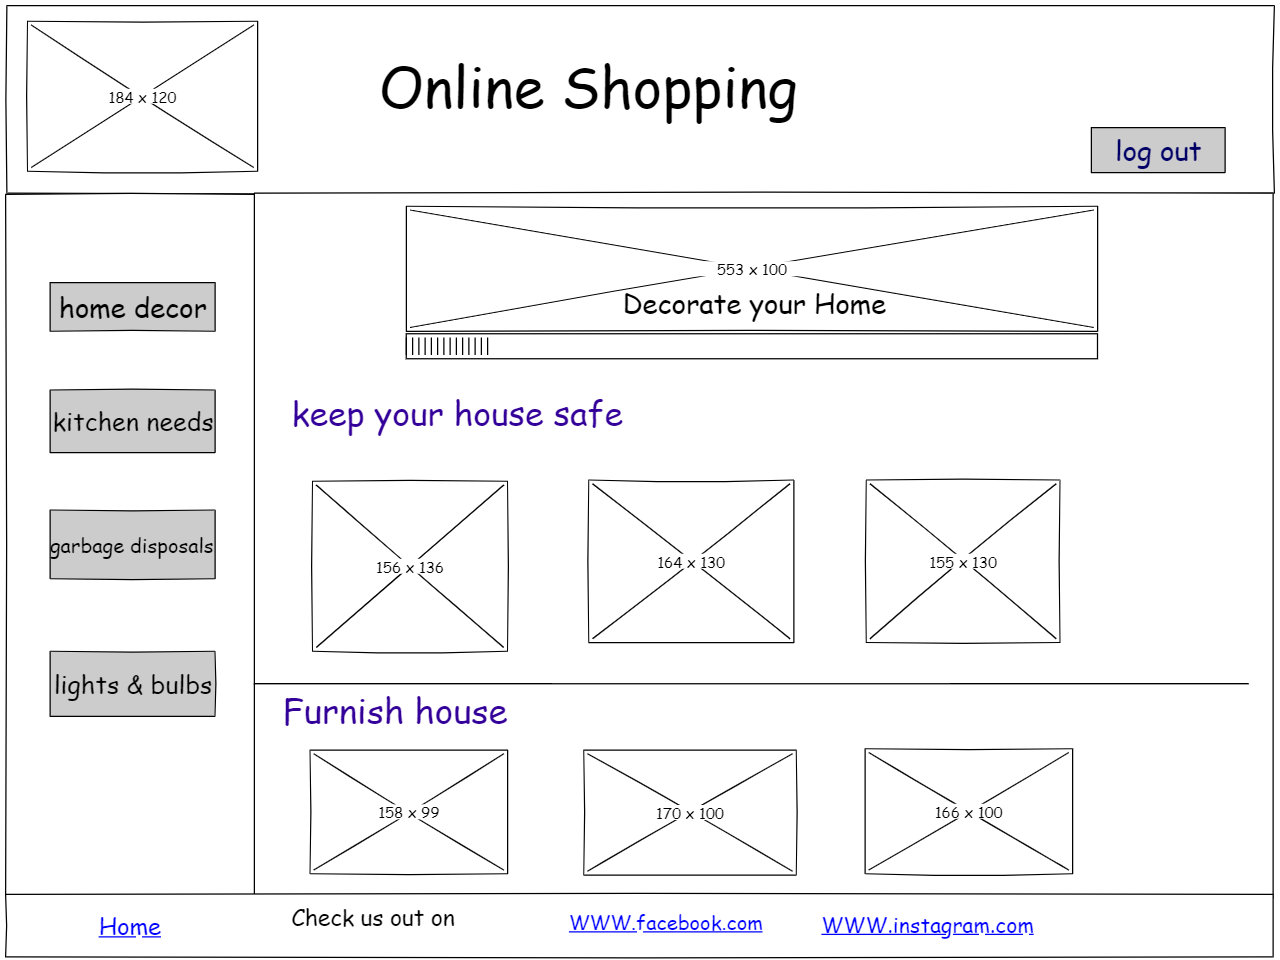 184 x 120
Online Shopping
log out
553 x 100
Decorate your Home
home decor
kitchen needs
garbage disposals
lights & bulbs
keep your house safe
156 x 136
164 x 130
155 x 130
Furnish house
158 x 99
170 x 100
166 x 100
Home
Check us out on
WWW.facebook.com
WWW.instagram.com